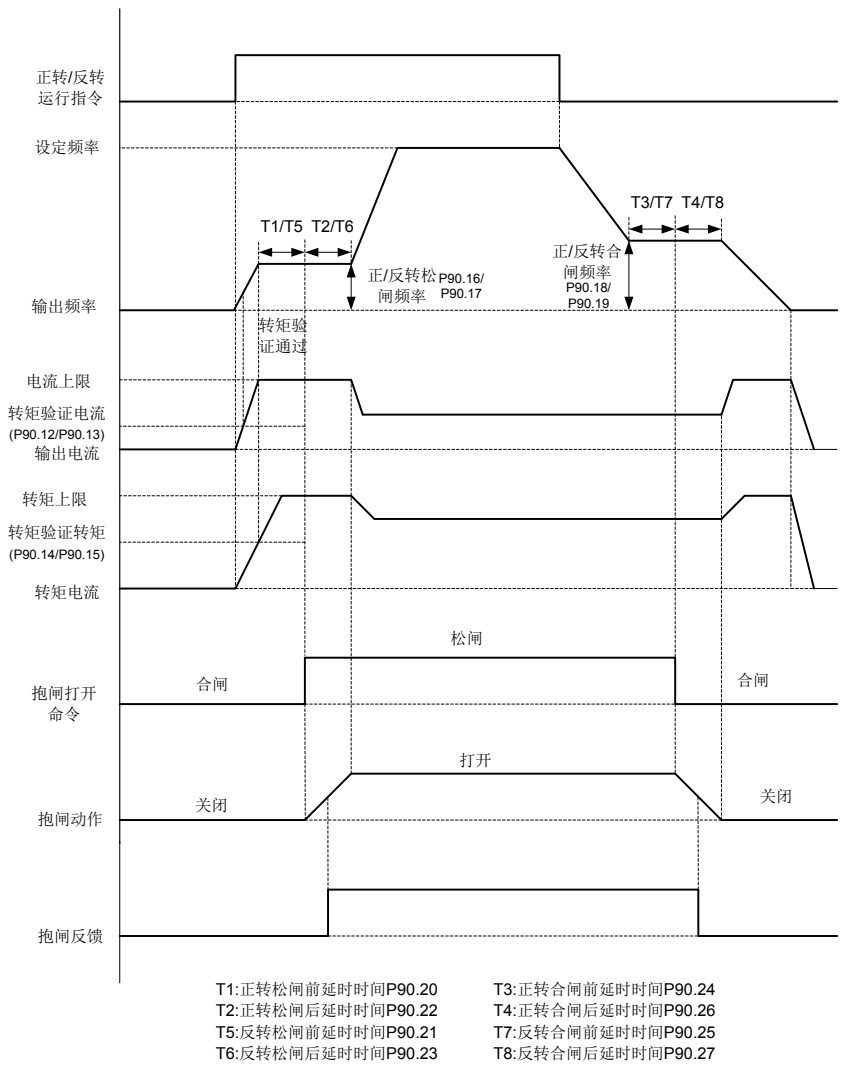 正转/反转
运行指令
设定频率
T3/T7
T4/T8
T1/T5
T2/T6
正/反转合
闸频率
P90.18/
P90.19
正/反转松
闸频率
P90.16/
P90.17
输出频率
转矩验
证通过
电流上限
转矩验证电流
(P90.12/P90.13)
输出电流
转矩上限
转矩验证转矩
(P90.14/P90.15)
转矩电流
松闸
合闸
合闸
抱闸打开
命令
打开
关闭
关闭
抱闸动作
抱闸反馈
T1:正转松闸前延时时间P90.20
T2:正转松闸后延时时间P90.22
T5:反转松闸前延时时间P90.21
T6:反转松闸后延时时间P90.23
T3:正转合闸前延时时间P90.24
T4:正转合闸后延时时间P90.26
T7:反转合闸前延时时间P90.25
T8:反转合闸后延时时间P90.27